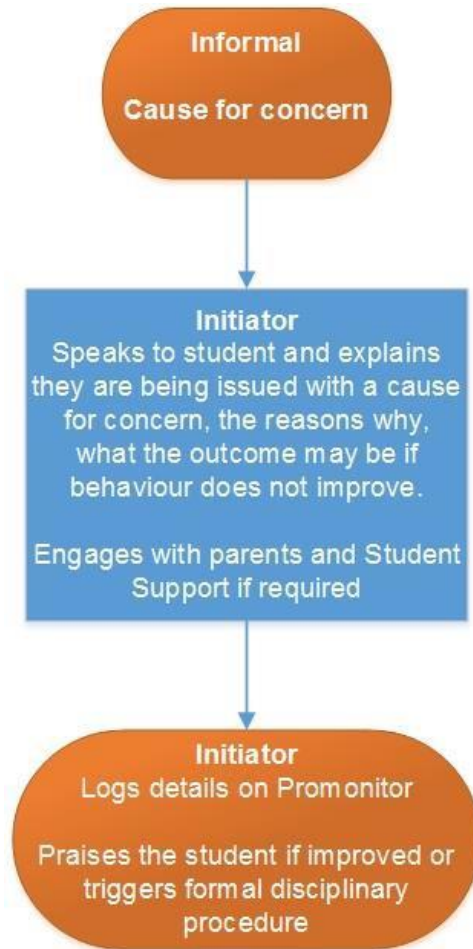 Informal
Cause for concern
Initiator
Speaks to student and explains
they are being issued with a cause
for concern, the reasons why,
what the outcome may be if
behaviour does not improve.
Engages with parents and Student
Support if required
Initiator
Logs details on Promonitor
Praises the student if improved or
triggers formal disciplinary
procedure